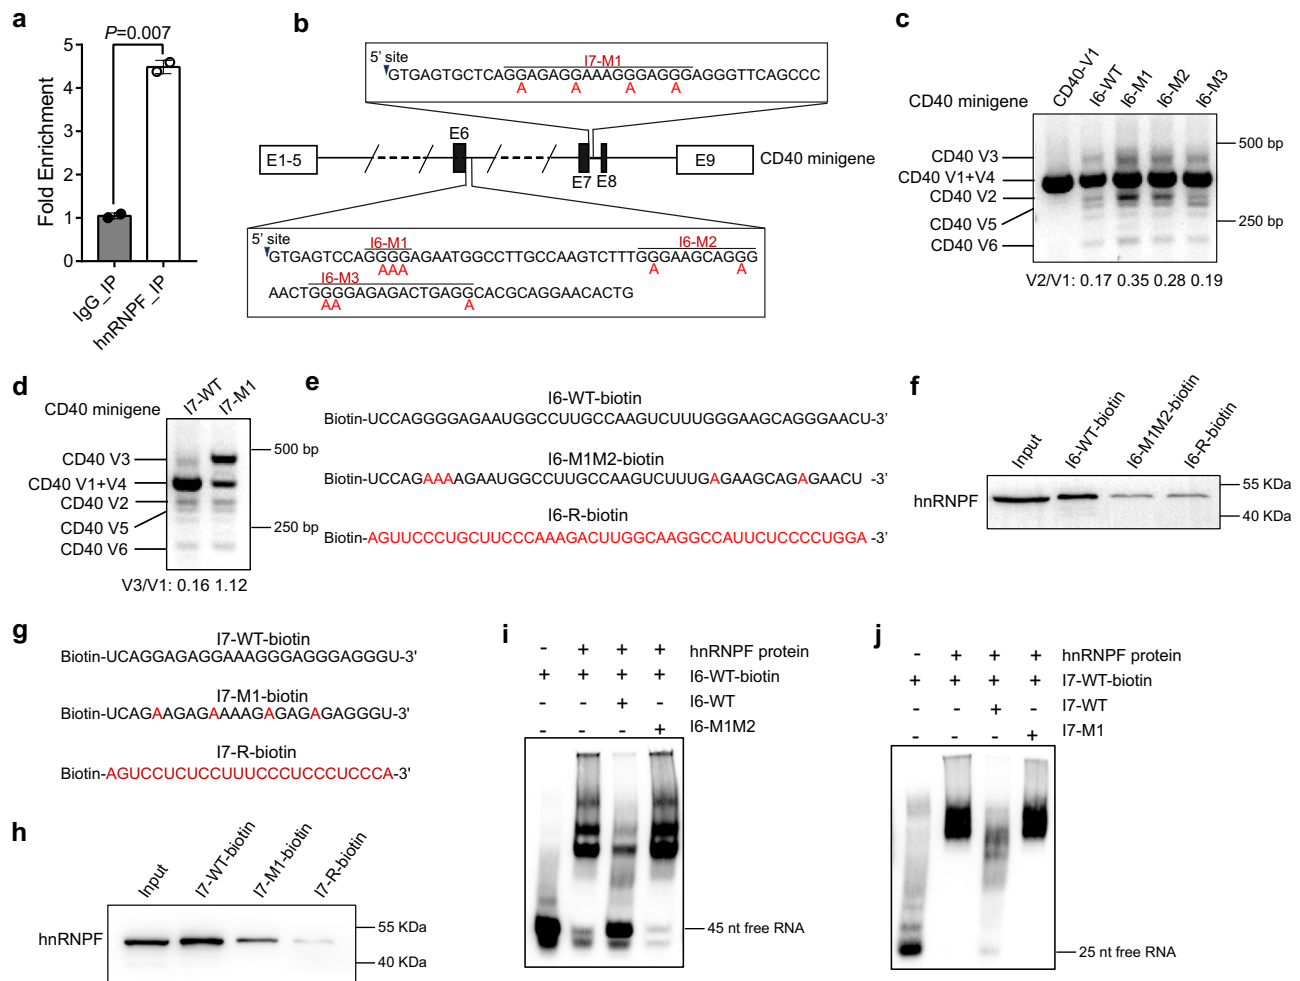 a
P=0.007
Fold Enrichment
5
4
3
2
1
0
IgG_IP
hnRNPF_IP
b
5' site
I7-M1
GTGAGTGCTCAGGAGAGGAAAGGGAGGGAGGGTTCAGCCC
A A A A
E1-5
E6
E7
E8
E9
CD40 minigene
5' site
I6-M1
I6-M2
GTGAGTCCAGGGGAGAATGGCCTTGCCAAGTCTTTGGGAAGCAGGG
AAA A A
I6-M3
AACTGGGGAGAGACTGAGGCACGCAGGAACACTG
AA A
c
CD40 minigene
CD40-V1
I6-WT
I6-M1
I6-M2
I6-M3
CD40 V3
CD40 V1+V4
CD40 V2
CD40 V5
CD40 V6
500 bp
250 bp
V2/V1: 0.17 0.35 0.28 0.19
d
CD40 minigene
I7-WT
I7-M1
CD40 V3
CD40 V1+V4
CD40 V2
CD40 V5
CD40 V6
500 bp
250 bp
V3/V1: 0.16 1.12
e
I6-WT-biotin
Biotin-UCCAGGGGAGAAUGGCCUUGCCAAGUCUUUGGGAAGCAGGGAACU-3'
I6-M1M2-biotin
Biotin-UCCAGAAAAGAAUGGCCUUGCCAAGUCUUUGAGAAGCAGAGAACU -3'
I6-R-biotin
Biotin-AGUUCCCUGCUUCCCAAAGACUUGGCAAGGCCAUUCUCCCCUGGA -3'
f
Input
I6-WT-biotin
I6-M1M2-biotin
I6-R-biotin
hnRNPF
55 KDa
40 KDa
g
I7-WT-biotin
Biotin-UCAGGAGAGGAAAGGGAGGGAGGGU-3'
I7-M1-biotin
Biotin-UCAGAAGAGAAAAGAGAGAGAGGGU-3'
I7-R-biotin
Biotin-AGUCCUCUCCUUUCCCUCCCUCCCA-3'
h
Input
I7-WT-biotin
I7-M1-biotin
I7-R-biotin
hnRNPF
55 KDa
40 KDa
i
- + + + hnRNPF protein
+ + + + I6-WT-biotin
- - + - I6-WT
- - - + I6-M1M2
45 nt free RNA
j
- + + + hnRNPF protein
+ + + + I7-WT-biotin
- - + - I7-WT
- - - + I7-M1
25 nt free RNA